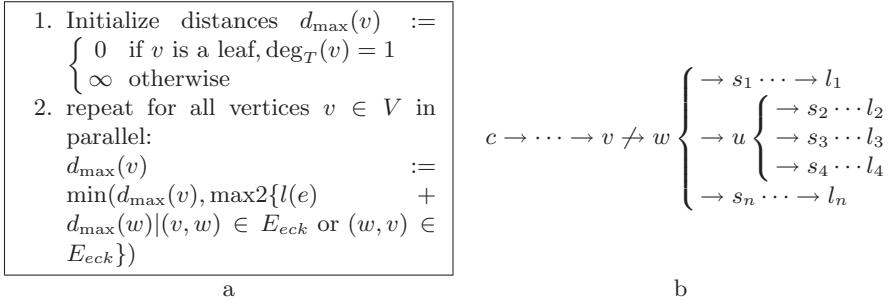 1. Initialize distances d_max(v) :=
{ 0 if v is a leaf, deg_T(v) = 1
∞ otherwise
2. repeat for all vertices v ∈ V in
parallel:
d_max(v) :=
min(d_max(v), max2{l(e) +
d_max(w)|(v, w) ∈ E_eck or (w, v) ∈
E_eck})
a
→ s_1 ··· → l_1
→ s_2 ··· l_2
c → ··· → v ↛ w { → u { → s_3 ··· l_3
→ s_4 ··· l_4
→ s_n ··· → l_n
b